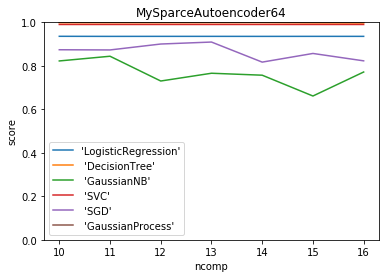 MySparceAutoencoder64
score
1.0
0.8
0.6
0.4
0.2
0.0
'LogisticRegression'
'DecisionTree'
'GaussianNB'
'SVC'
'SGD'
'GaussianProcess'
10 11 12 13 14 15 16
ncomp